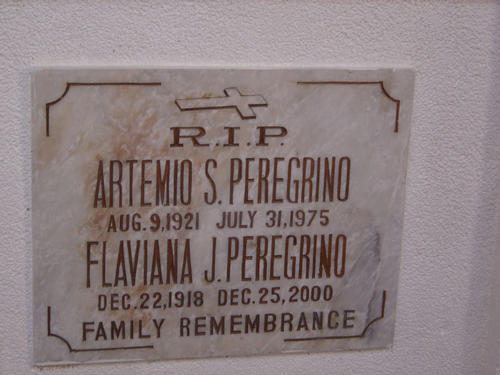 R.I.P.
ARTEMIO S. PEREGRINO
AUG. 9, 1921 JULY 31, 1975
FLAVIANA J. PEREGRINO
DEC. 22, 1918 DEC. 25, 2000
FAMILY REMEMBRANCE